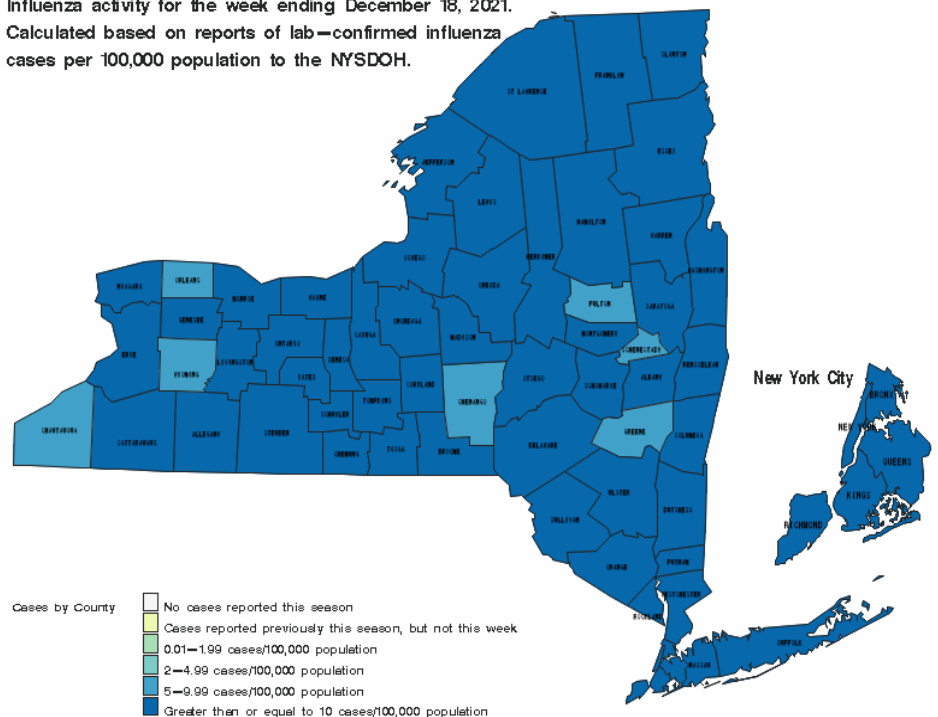 Influenza activity for the week ending December 18, 2021.
Calculated based on reports of lab–confirmed influenza
cases per 100,000 population to the NYSDOH.
CLINTON
FRANKLIN
ST LAWRENCE
ESSEX
JEFFERSON
LEWIS
HAMILTON
WARREN
HERKIMER
OSWEGO
WASHINGTON
ORLEANS
NIAGARA
ONEIDA
MONROE
WAYNE
FULTON
SARATOGA
GENESEE
ONONDAGA
MONTGOMERY
CAYUGA
MADISON
ONTARIO
SCHENECTADY
ERIE
LIVINGSTON
SENECA
RENSSELAER
WYOMING
YATES
OTSEGO
ALBANY
SCHOHARIE
CORTLAND
New York City
BRONX
TOMPKINS
CHENANGO
SCHUYLER
CHAUTAUQUA
CATTARAUGUS
ALLEGANY
STEUBEN
NEW YORK
GREENE
COLUMBIA
DELAWARE
CHEMUNG
TIOGA
BROOME
QUEENS
ULSTER
KINGS
DUTCHESS
SULLIVAN
RICHMOND
PUTNAM
ORANGE
WESTCHESTER
ROCKLAND
SUFFOLK
NASSAU
Cases by County
No cases reported this season
Cases reported previously this season, but not this week
0.01–1.99 cases/100,000 population
2–4.99 cases/100,000 population
5–9.99 cases/100,000 population
Greater than or equal to 10 cases/100,000 population